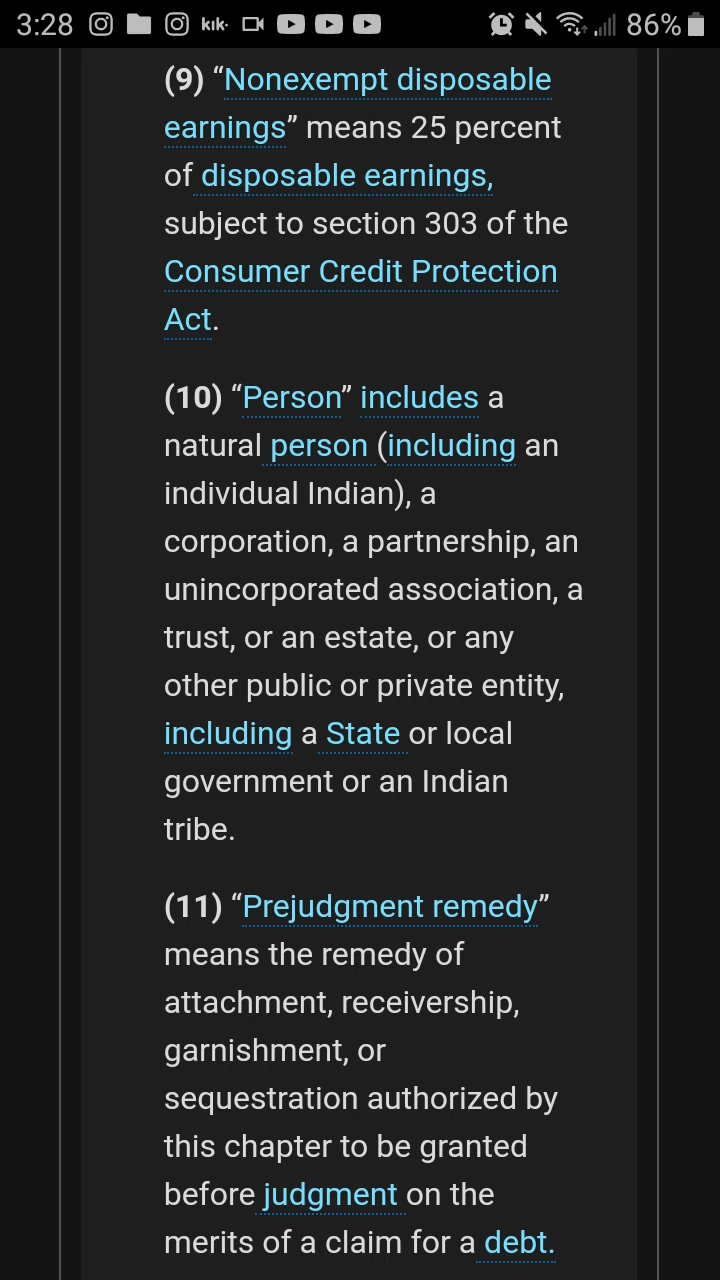 3:28 kik. 86%
(9) “Nonexempt disposable
earnings” means 25 percent
of disposable earnings,
subject to section 303 of the
Consumer Credit Protection
Act.
(10) “Person” includes a
natural person (including an
individual Indian), a
corporation, a partnership, an
unincorporated association, a
trust, or an estate, or any
other public or private entity,
including a State or local
government or an Indian
tribe.
(11) “Prejudgment remedy”
means the remedy of
attachment, receivership,
garnishment, or
sequestration authorized by
this chapter to be granted
before judgment on the
merits of a claim for a debt.